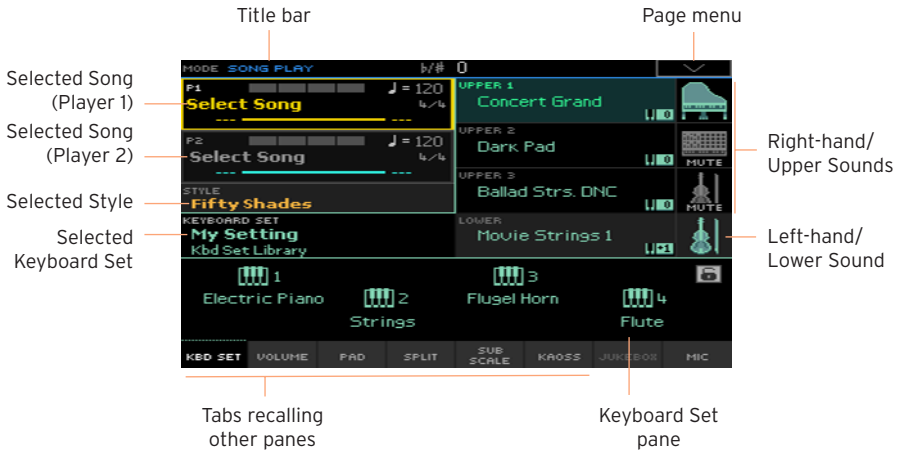 Title bar
Page menu
Selected Song
(Player 1)
Selected Song
(Player 2)
Selected Style
Selected
Keyboard Set
MODE SONG PLAY
♭/# 0
P1
♩ = 120
Select Song
4/4
--- ---
P2
♩ = 120
Select Song
4/4
--- ---
STYLE
Fifty Shades
KEYBOARD SET
My Setting
Kbd Set Library
UPPER 1
Concert Grand
0
UPPER 2
Dark Pad
0
MUTE
UPPER 3
Ballad Strs. DNC
0
MUTE
LOWER
Movie Strings 1
+1
Right-hand/
Upper Sounds
Left-hand/
Lower Sound
1
Electric Piano
2
Strings
3
Flugel Horn
4
Flute
KBD SET VOLUME PAD SPLIT SUB SCALE KAOSS JUKEBOX MIC
Tabs recalling
other panes
Keyboard Set
pane